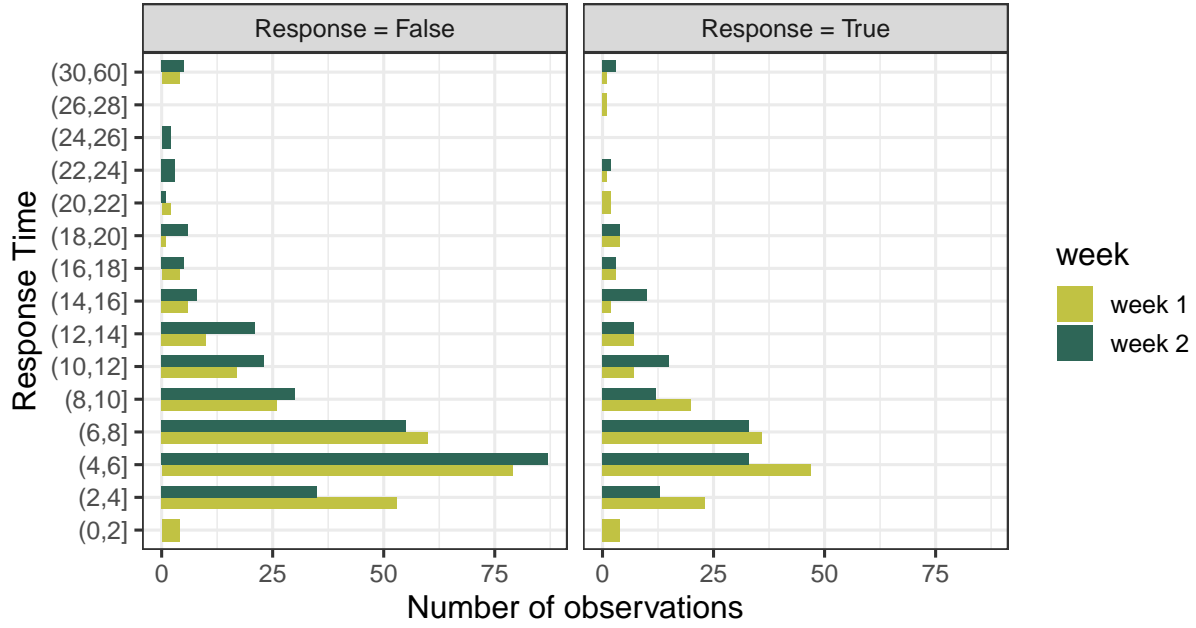 Response = False
Response = True
Response Time
(30,60]
(26,28]
(24,26]
(22,24]
(20,22]
(18,20]
(16,18]
(14,16]
(12,14]
(10,12]
(8,10]
(6,8]
(4,6]
(2,4]
(0,2]
0 25 50 75
0 25 50 75
Number of observations
week
week 1
week 2